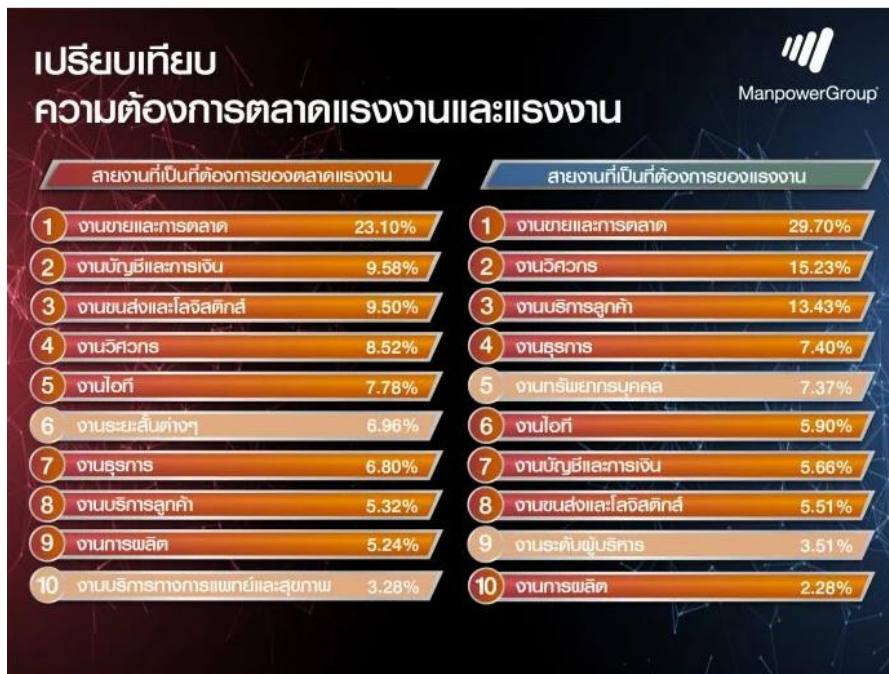 เปรียบเทียบ
ความต้องการตลาดแรงงานและแรงงาน
ManpowerGroup
สายงานที่เป็นที่ต้องการของตลาดแรงงาน
1 งานขายและการตลาด 23.10%
2 งานบัญชีและการเงิน 9.58%
3 งานขนส่งและโลจิสติกส์ 9.50%
4 งานวิศวกร 8.52%
5 งานไอที 7.78%
6 งานระยะสั้นต่างๆ 6.96%
7 งานธุรการ 6.80%
8 งานบริการลูกค้า 5.32%
9 งานการผลิต 5.24%
10 งานบริการทางการแพทย์และสุขภาพ 3.28%
สายงานที่เป็นที่ต้องการของแรงงาน
1 งานขายและการตลาด 29.70%
2 งานวิศวกร 15.23%
3 งานบริการลูกค้า 13.43%
4 งานธุรการ 7.40%
5 งานทรัพยากรบุคคล 7.37%
6 งานไอที 5.90%
7 งานบัญชีและการเงิน 5.66%
8 งานขนส่งและโลจิสติกส์ 5.51%
9 งานระดับผู้บริหาร 3.51%
10 งานการผลิต 2.28%